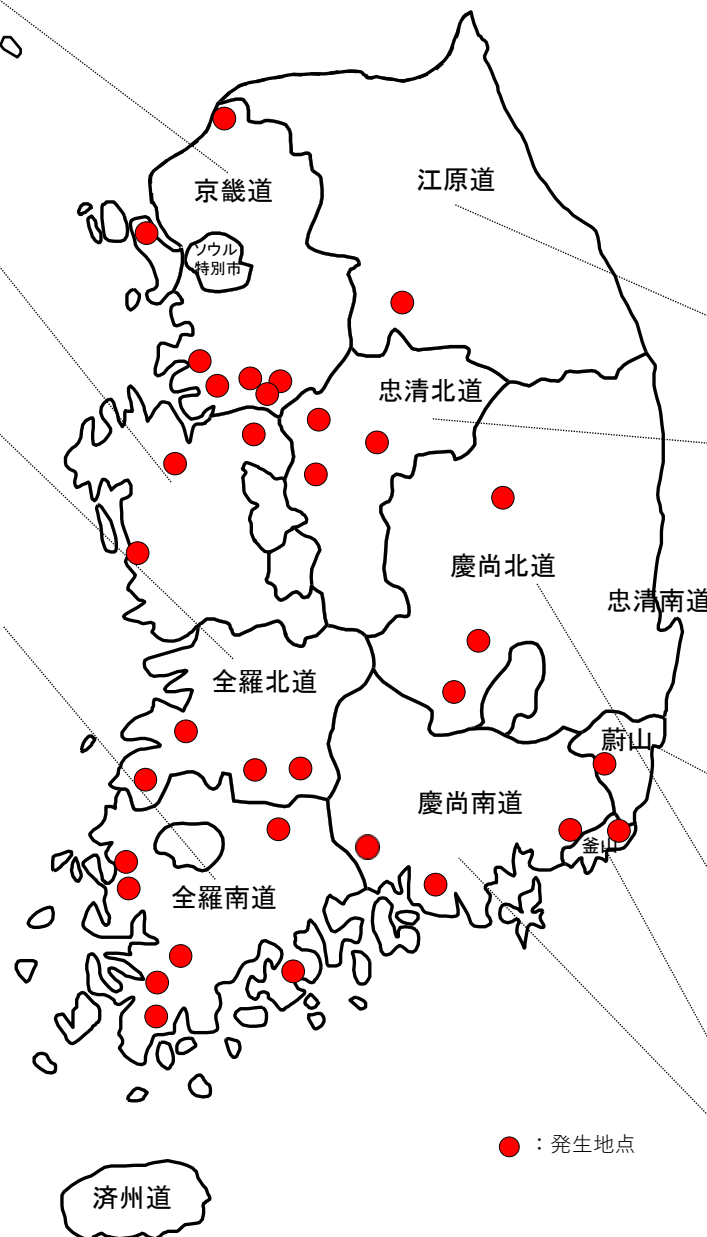 京畿道
江原道
ソウル
特別市
忠清北道
慶尚北道
忠清南道
全羅北道
蔚山
慶尚南道
釜山
全羅南道
：発生地点
済州道